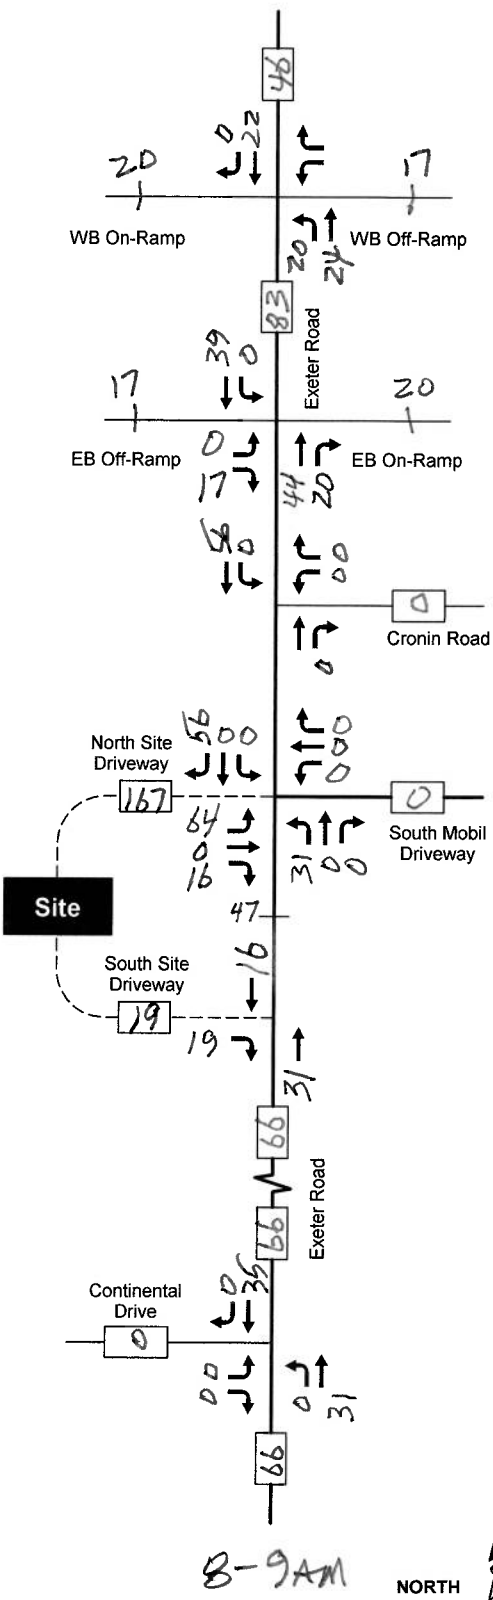 46
0 22
20
17
WB On-Ramp
WB Off-Ramp
20 24
83
Exeter Road
39 0
17
20
EB Off-Ramp
EB On-Ramp
0
17
44 20
56 0
0
0
0
Cronin Road
0
56 0 0
0
0
0
North Site
Driveway
167
0
South Mobil
Driveway
64
0
16
31 0 0
Site
47
16
South Site
Driveway
19
19
31
66
Exeter Road
66
0 35
Continental
Drive
0
0
0
0 31
66
8-9AM
NORTH